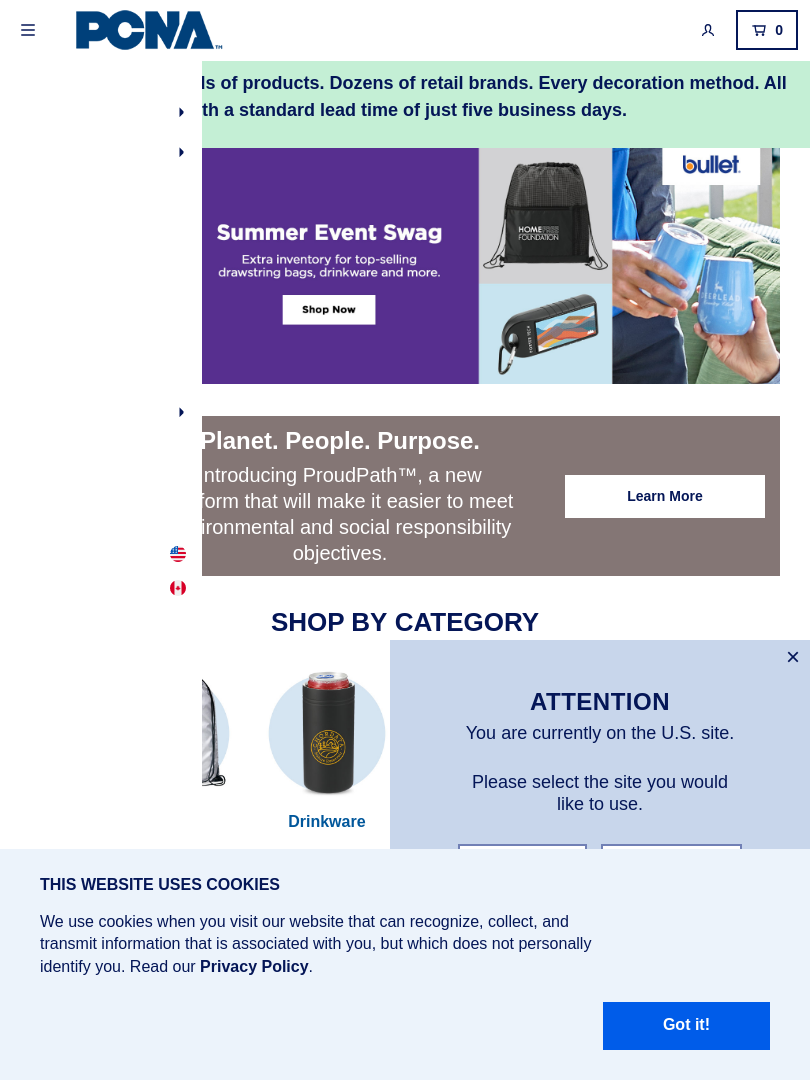 PCNA™
0
ls of products. Dozens of retail brands. Every decoration method. All
th a standard lead time of just five business days.
bullet.
Summer Event Swag
Extra inventory for top-selling
drawstring bags, drinkware and more.
Shop Now
HOMEFREE
FOUNDATION
Planet. People. Purpose.
ntroducing ProudPath™, a new
form that will make it easier to meet
ironmental and social responsibility
objectives.
Learn More
SHOP BY CATEGORY
ATTENTION
You are currently on the U.S. site.
Please select the site you would
like to use.
Drinkware
THIS WEBSITE USES COOKIES
We use cookies when you visit our website that can recognize, collect, and
transmit information that is associated with you, but which does not personally
identify you. Read our Privacy Policy.
Got it!